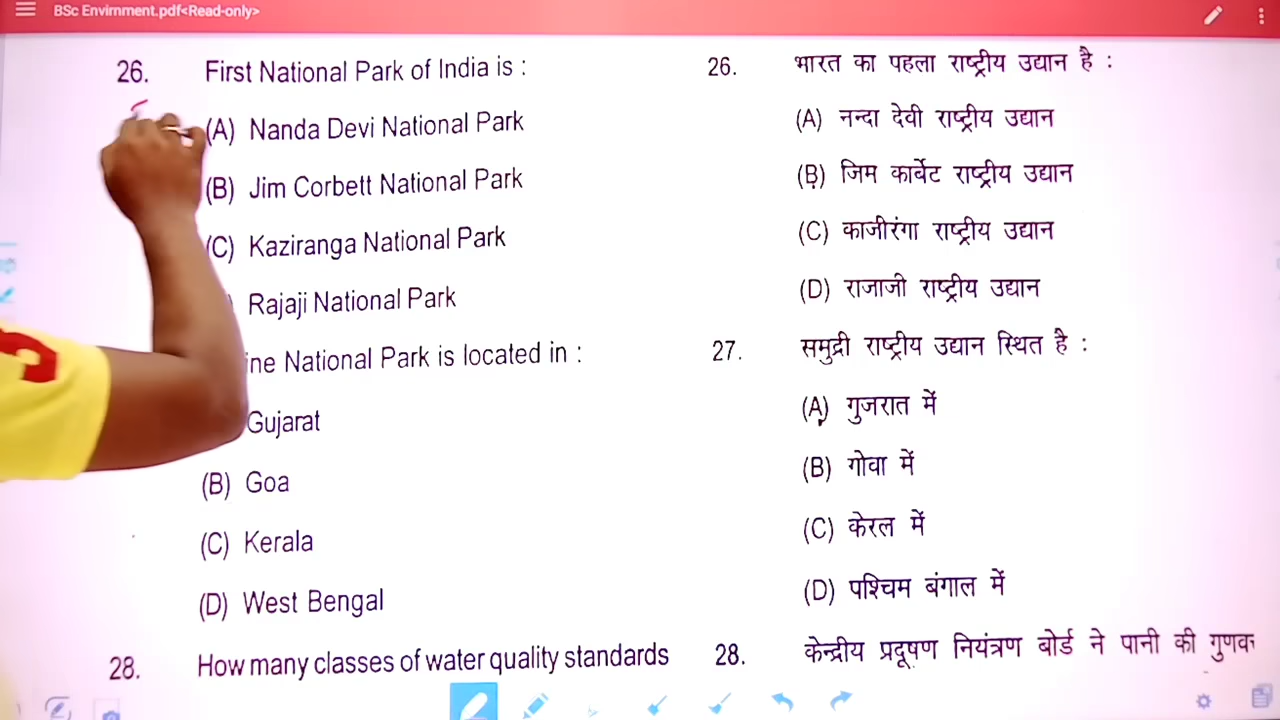 BSc Envirnment.pdf<Read-only>
26. First National Park of India is :
(A) Nanda Devi National Park
(B) Jim Corbett National Park
(C) Kaziranga National Park
Rajaji National Park
ine National Park is located in :
Gujarat
(B) Goa
(C) Kerala
(D) West Bengal
28. How many classes of water quality standards
26. भारत का पहला राष्ट्रीय उद्यान है :
(A) नन्दा देवी राष्ट्रीय उद्यान
(B) जिम कार्बेट राष्ट्रीय उद्यान
(C) काजीरंगा राष्ट्रीय उद्यान
(D) राजाजी राष्ट्रीय उद्यान
27. समुद्री राष्ट्रीय उद्यान स्थित है :
(A) गुजरात में
(B) गोवा में
(C) केरल में
(D) पश्चिम बंगाल में
28. केन्द्रीय प्रदूषण नियंत्रण बोर्ड ने पानी की